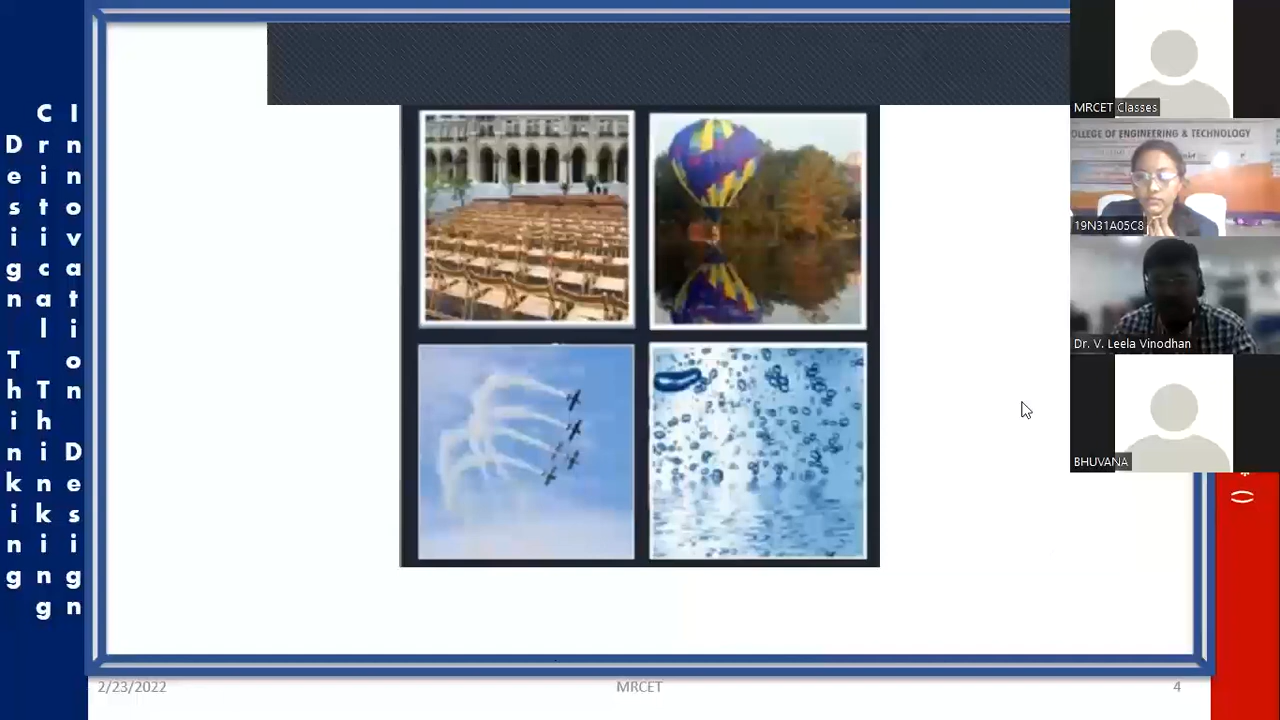 Design Thinking
Critical Thinking
Innovation Design
MRCET Classes
OLLEGE OF ENGINEERING & TECHNOLOGY
19N31A05C8
Dr. V. Leela Vinodhan
BHUVANA
2/23/2022
MRCET
4